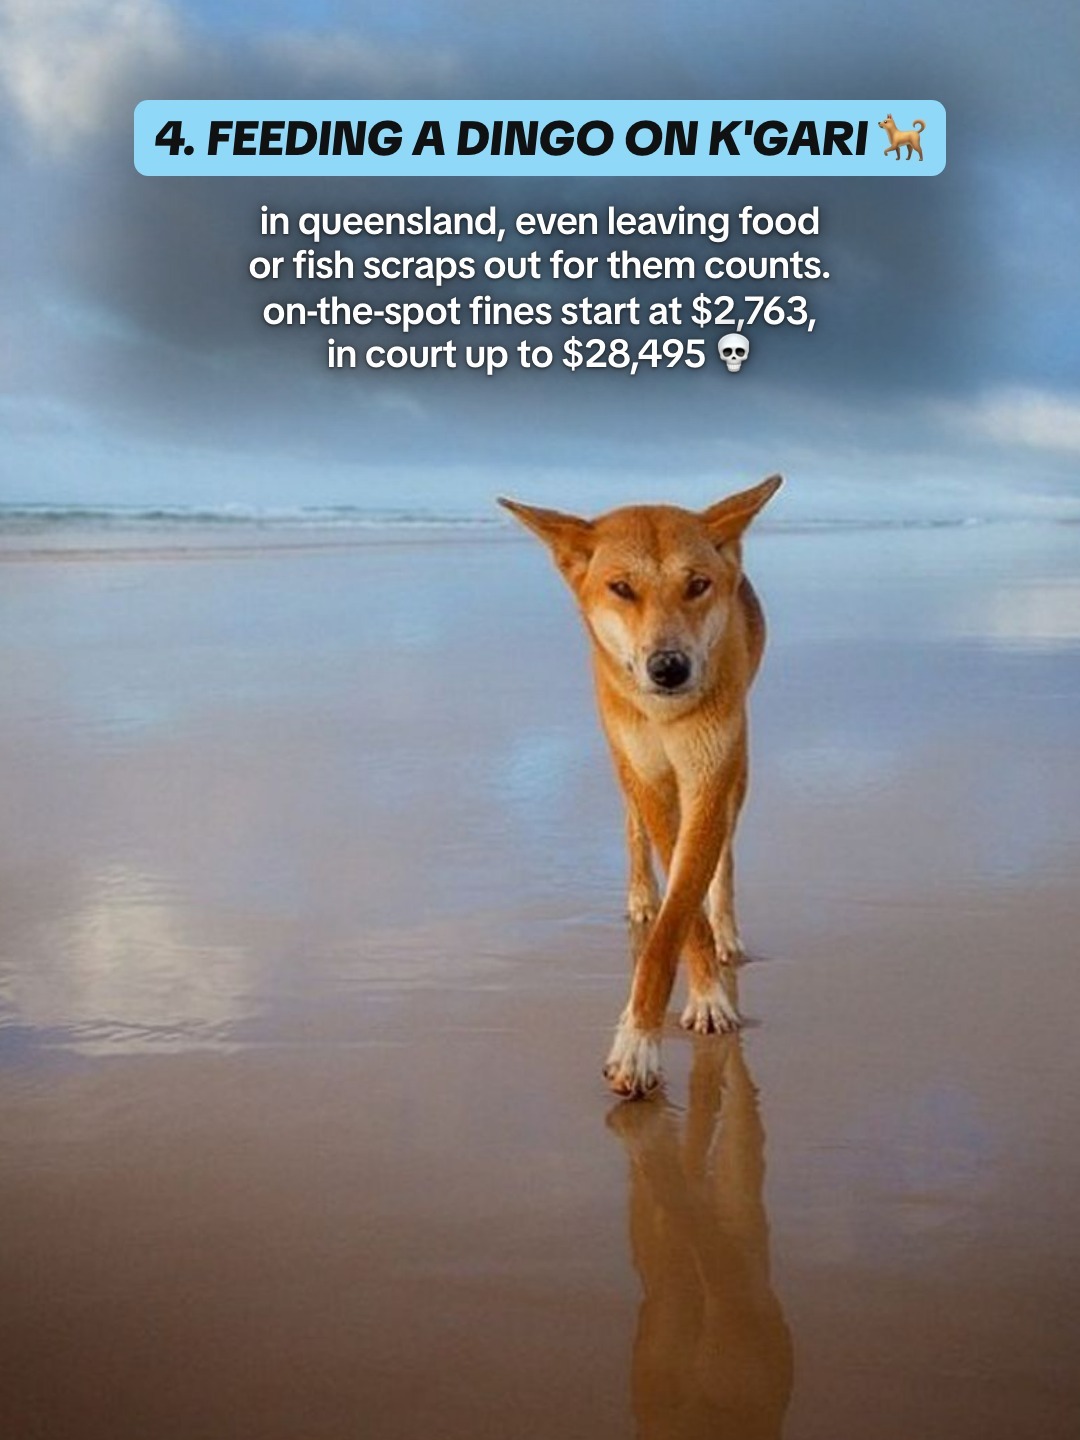 4. FEEDING A DINGO ON K'GARI 🐕
in queensland, even leaving food
or fish scraps out for them counts.
on-the-spot fines start at $2,763,
in court up to $28,495 💀